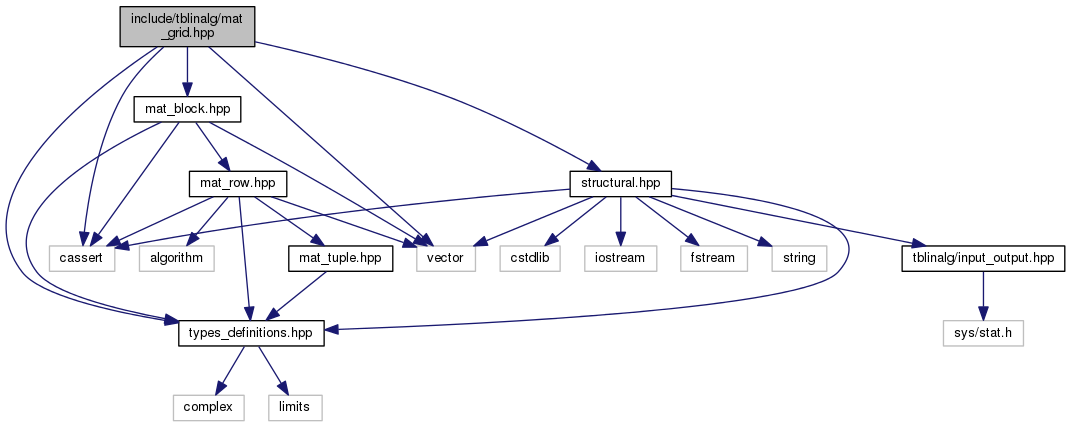 include/tblinalg/mat
_grid.hpp
mat_block.hpp
mat_row.hpp
structural.hpp
cassert
algorithm
mat_tuple.hpp
vector
cstdlib
iostream
fstream
string
tblinalg/input_output.hpp
types_definitions.hpp
sys/stat.h
complex
limits